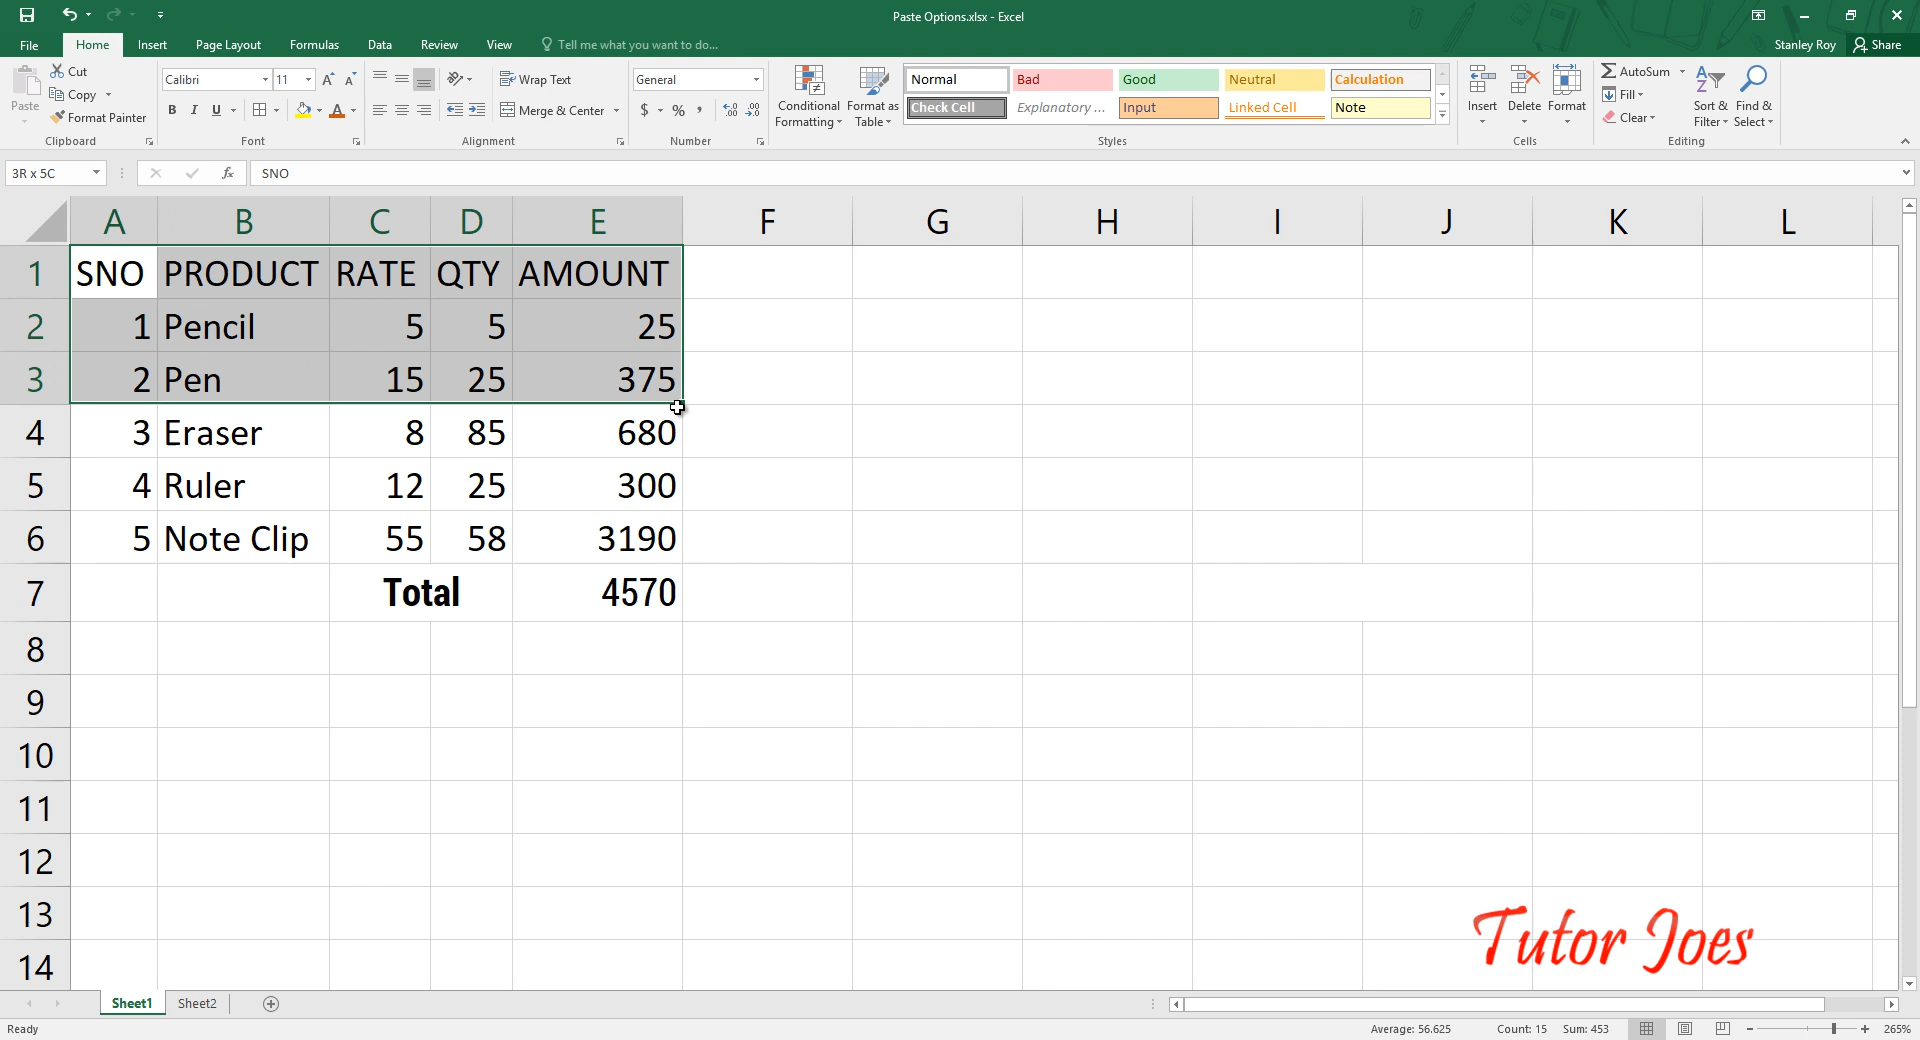 Paste Options.xlsx - Excel
File Home Insert Page Layout Formulas Data Review View Tell me what you want to do... Stanley Roy Share
Paste Cut Copy Format Painter Clipboard
Calibri 11 B I U A Font
Wrap Text Merge & Center Alignment
General $ % , Number
Conditional Formatting Format as Table
Normal Bad Good Neutral Calculation
Check Cell Explanatory ... Input Linked Cell Note
Styles
Insert Delete Format Cells
AutoSum Fill Clear Sort & Filter Find & Select Editing
3R x 5C fx SNO
A B C D E F G H I J K L
1 SNO PRODUCT RATE QTY AMOUNT
2 1 Pencil 5 5 25
3 2 Pen 15 25 375
4 3 Eraser 8 85 680
5 4 Ruler 12 25 300
6 5 Note Clip 55 58 3190
7 Total 4570
8
9
10
11
12
13
14
Tutor Joes
Sheet1 Sheet2
Ready Average: 56.625 Count: 15 Sum: 453 265%